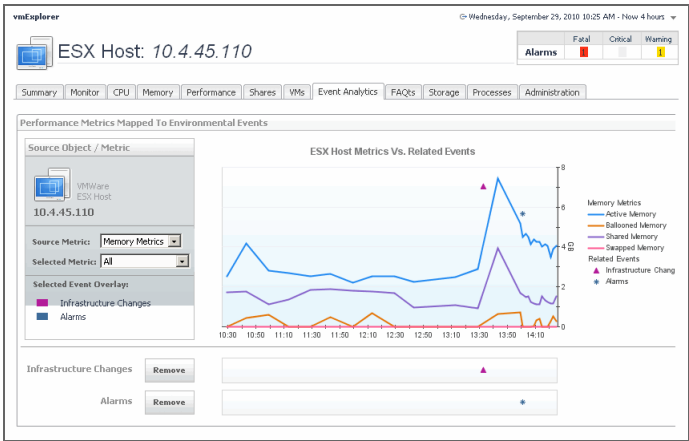 vmExplorer
Wednesday, September 29, 2010 10:25 AM - Now 4 hours
ESX Host: 10.4.45.110
Fatal Critical Warning
Alarms 1 1
Summary Monitor CPU Memory Performance Shares VMs Event Analytics FAQts Storage Processes Administration
Performance Metrics Mapped To Environmental Events
Source Object / Metric
VMWare
ESX Host
10.4.45.110
Source Metric: Memory Metrics
Selected Metric: All
Selected Event Overlay:
Infrastructure Changes
Alarms
ESX Host Metrics Vs. Related Events
8
6
4
2
0
GB
10:30 10:50 11:10 11:30 11:50 12:10 12:30 12:50 13:10 13:30 13:50 14:10
Memory Metrics
Active Memory
Ballooned Memory
Shared Memory
Swapped Memory
Related Events
Infrastructure Chang
Alarms
Infrastructure Changes Remove
Alarms Remove